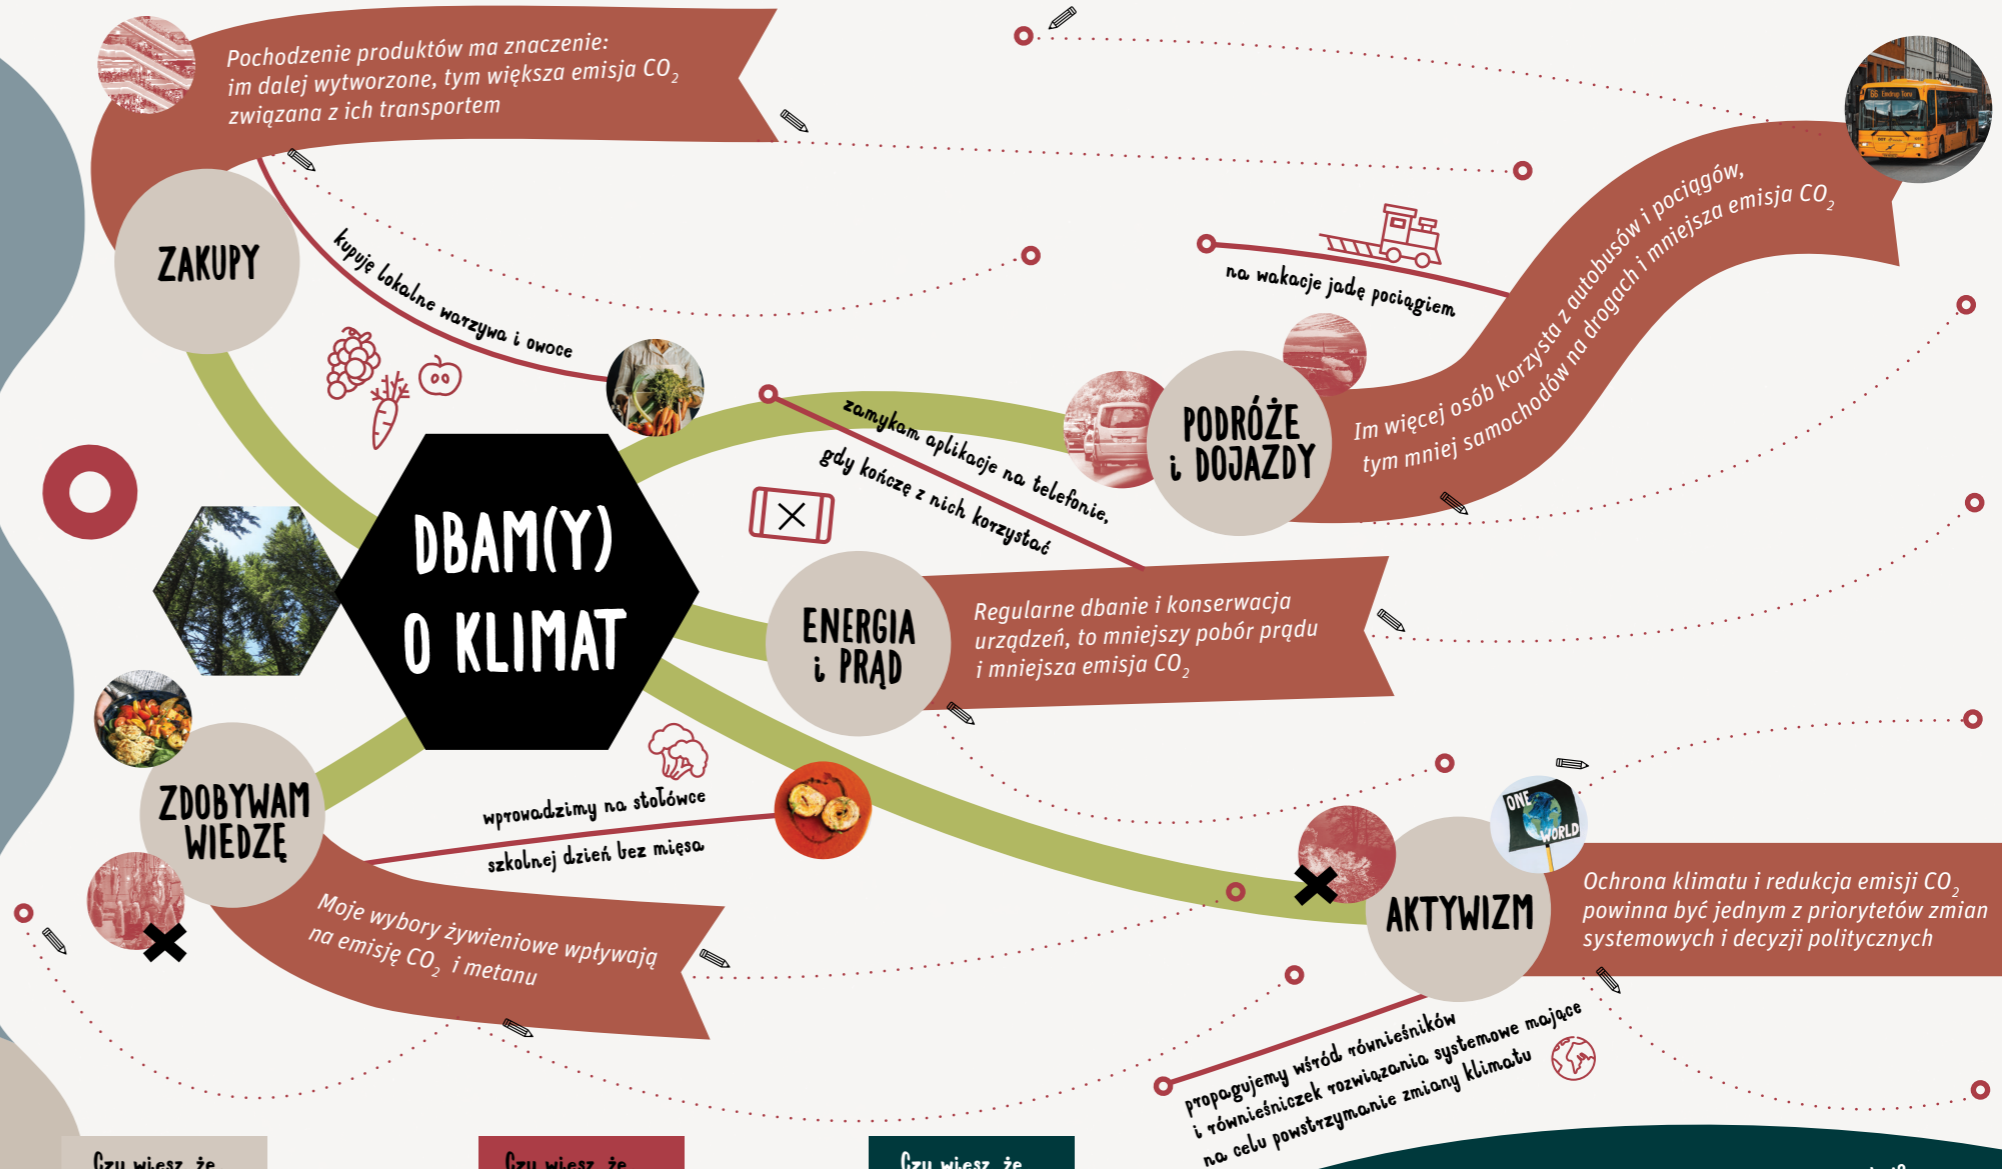 Pochodzenie produktów ma znaczenie:
im dalej wytworzone, tym większa emisja CO₂
związana z ich transportem
ZAKUPY
kupuję lokalne warzywa i owoce
na wakacje jadę pociągiem
Im więcej osób korzysta z autobusów i pociągów,
tym mniej samochodów na drogach i mniejsza emisja CO₂
PODRÓŻE
i DOJAZDY
zamykam aplikacje na telefonie,
gdy kończę z nich korzystać
DBAM(Y)
O KLIMAT
ENERGIA
i PRĄD
Regularne dbanie i konserwacja
urządzeń, to mniejszy pobór prądu
i mniejsza emisja CO₂
ZDOBYWAM
WIEDZĘ
wprowadzimy na stołówce
szkolnej dzień bez mięsa
Moje wybory żywieniowe wpływają
na emisję CO₂ i metanu
ONE
WORLD
AKTYWIZM
Ochrona klimatu i redukcja emisji CO₂
powinna być jednym z priorytetów zmian
systemowych i decyzji politycznych
propagujemy wśród rówieśników
i rówieśniczek rozwiązania systemowe mające
na celu powstrzymanie zmiany klimatu
Czy wiesz, że
Czy wiesz, że
Czy wiesz, że